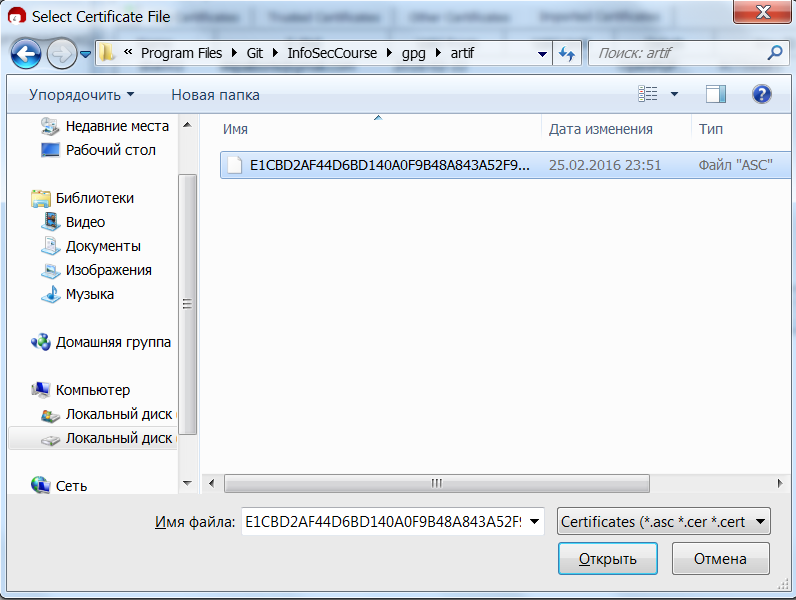 Select Certificate File
« Program Files Git InfoSecCourse gpg artif Поиск: artif
Упорядочить Новая папка
Недавние места
Рабочий стол
Библиотеки
Видео
Документы
Изображения
Музыка
Домашняя группа
Компьютер
Локальный диск
Локальный диск
Сеть
Имя Дата изменения Тип
E1CBD2AF44D6BD140A0F9B48A843A52F9... 25.02.2016 23:51 Файл "ASC"
Имя файла: E1CBD2AF44D6BD140A0F9B48A843A52F Certificates (*.asc *.cer *.cert
Открыть Отмена